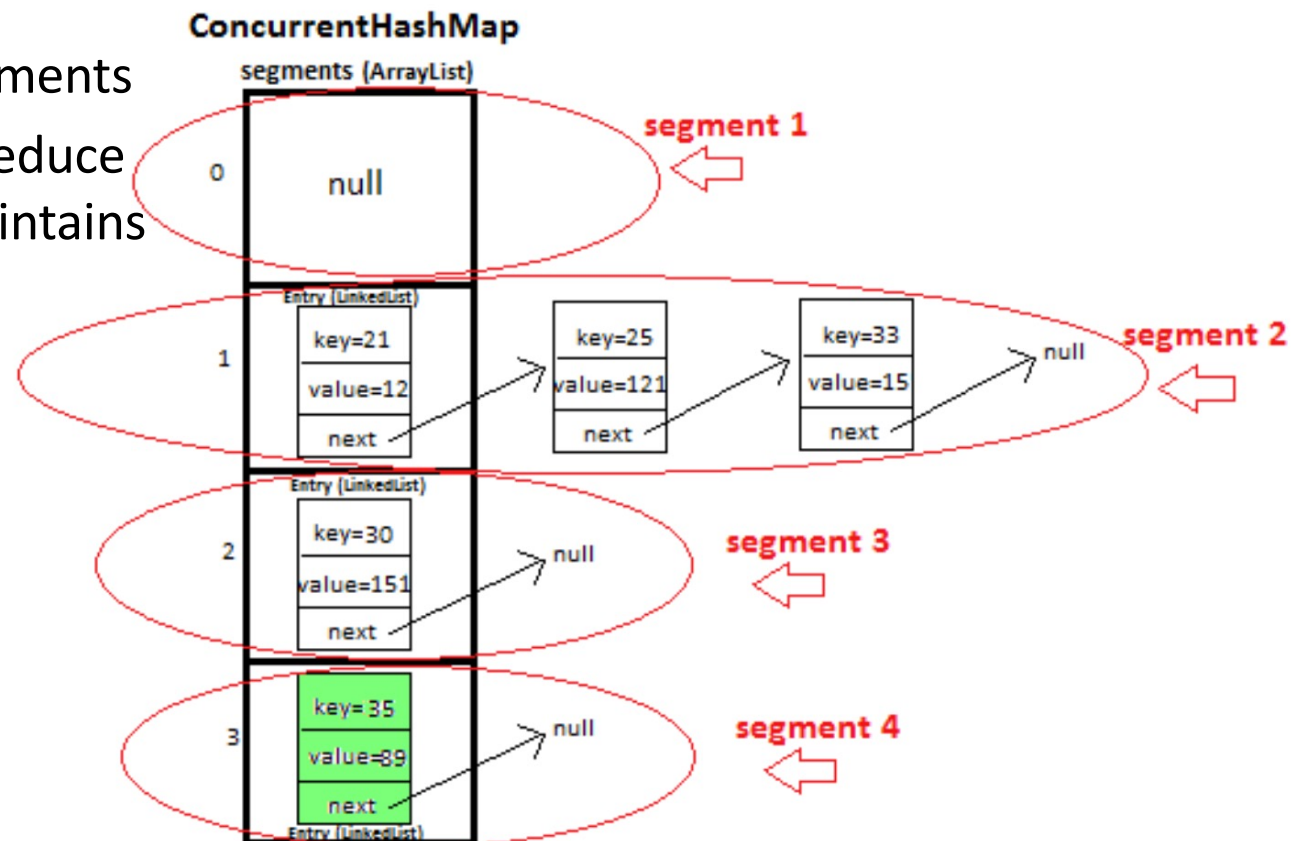 ConcurrentHashMap
segments (ArrayList)
ments
educe
intains
segment 1
0
null
Entry (LinkedList)
1
key=21
value=12
next
key=25
value=121
next
key=33
value=15
next
null
segment 2
Entry (LinkedList)
2
key=30
value=151
next
null
segment 3
3
key=35
value=89
next
Entry (LinkedList)
null
segment 4